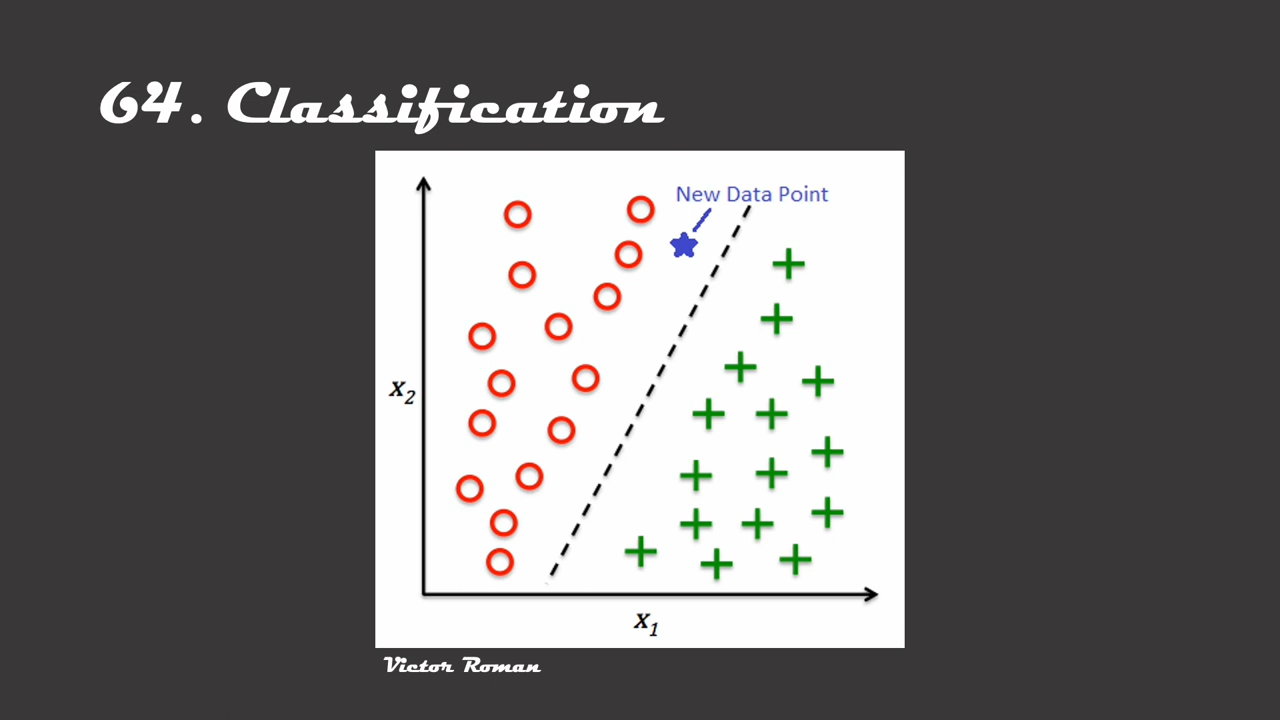 64. Classification
New Data Point
x2
x1
Victor Roman